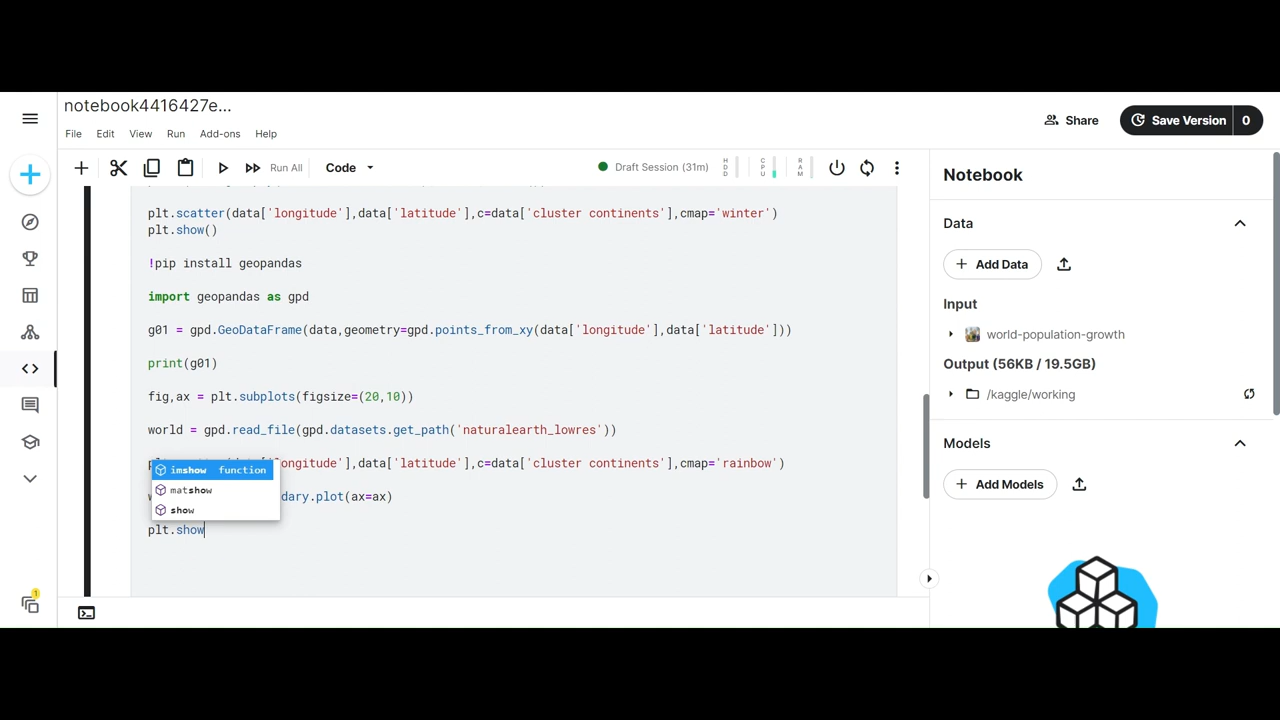 notebook4416427e...
File Edit View Run Add-ons Help
Share
Save Version 0
Run All
Code
Draft Session (31m)
HDD
CPU
RAM
plt.scatter(data['longitude'],data['latitude'],c=data['cluster continents'],cmap='winter')
plt.show()
!pip install geopandas
import geopandas as gpd
g01 = gpd.GeoDataFrame(data,geometry=gpd.points_from_xy(data['longitude'],data['latitude']))
print(g01)
fig,ax = plt.subplots(figsize=(20,10))
world = gpd.read_file(gpd.datasets.get_path('naturalearth_lowres'))
longitude'],data['latitude'],c=data['cluster continents'],cmap='rainbow')
dary.plot(ax=ax)
plt.show
imshow function
matshow
show
Notebook
Data
+ Add Data
Input
world-population-growth
Output (56KB / 19.5GB)
/kaggle/working
Models
+ Add Models
1